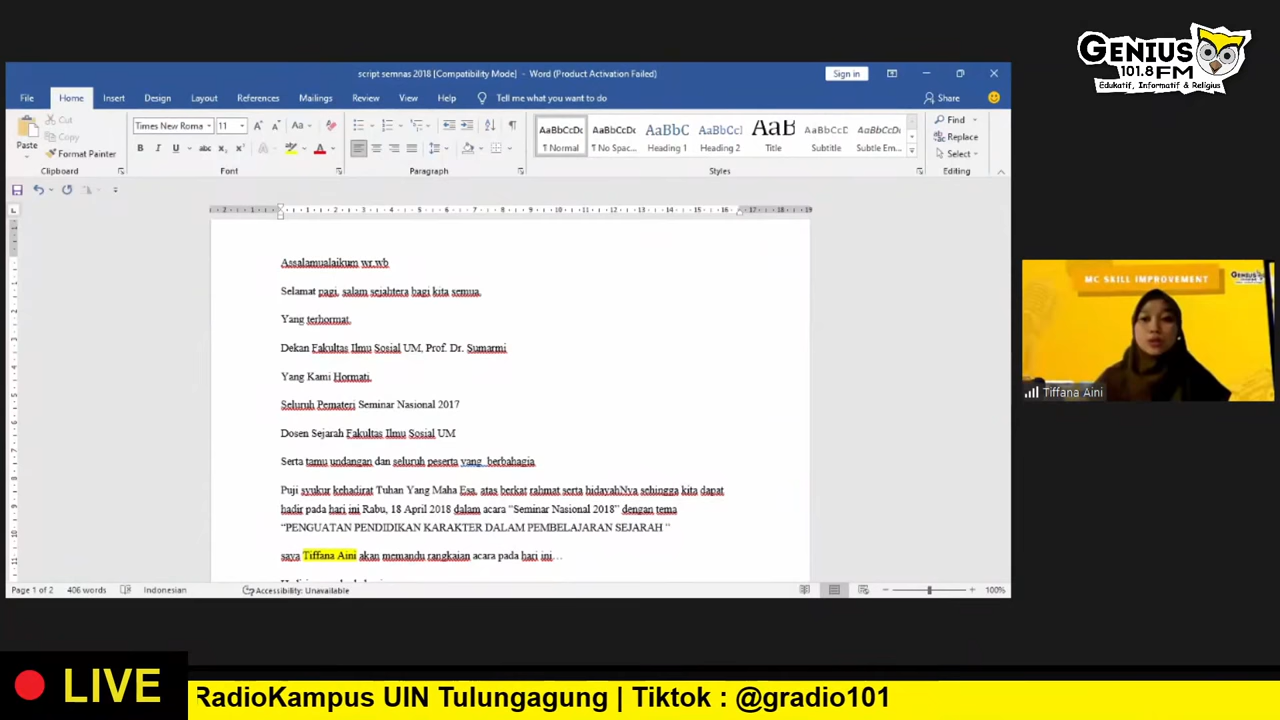 GENIUS
101.8 FM
Edukatif, Informatif & Religius
script semnas 2018 [Compatibility Mode] - Word (Product Activation Failed)
Sign in
File Home Insert Design Layout References Mailings Review View Help Tell me what you want to do Share
Cut
Copy
Format Painter
Paste
Times New Roma 11
AaBbCcDc AaBbCcDc AaBbC AaBbCcI AaB AaBbCcD AaBbCcDc
¶ Normal ¶ No Spac... Heading 1 Heading 2 Title Subtitle Subtle Em...
Find
Replace
Select
Clipboard Font Paragraph Styles Editing
Assalamualaikum wr.wb
Selamat pagi, salam sejahtera bagi kita semua.
Yang terhormat,
Dekan Fakultas Ilmu Sosial UM, Prof. Dr. Sumarmi
Yang Kami Hormati,
Seluruh Pemateri Seminar Nasional 2017
Dosen Sejarah Fakultas Ilmu Sosial UM
Serta tamu undangan dan seluruh peserta yang berbahagia
Puji syukur kehadirat Tuhan Yang Maha Esa, atas berkat rahmat serta hidayahNya sehingga kita dapat
hadir pada hari ini Rabu, 18 April 2018 dalam acara "Seminar Nasional 2018" dengan tema
"PENGUATAN PENDIDIKAN KARAKTER DALAM PEMBELAJARAN SEJARAH "
saya Tiffana Aini akan memandu rangkaian acara pada hari ini…
Page 1 of 2 406 words Indonesian Accessibility: Unavailable 100%
MC SKILL IMPROVEMENT
GENIUS
Tiffana Aini
LIVE
RadioKampus UIN Tulungagung | Tiktok : @gradio101